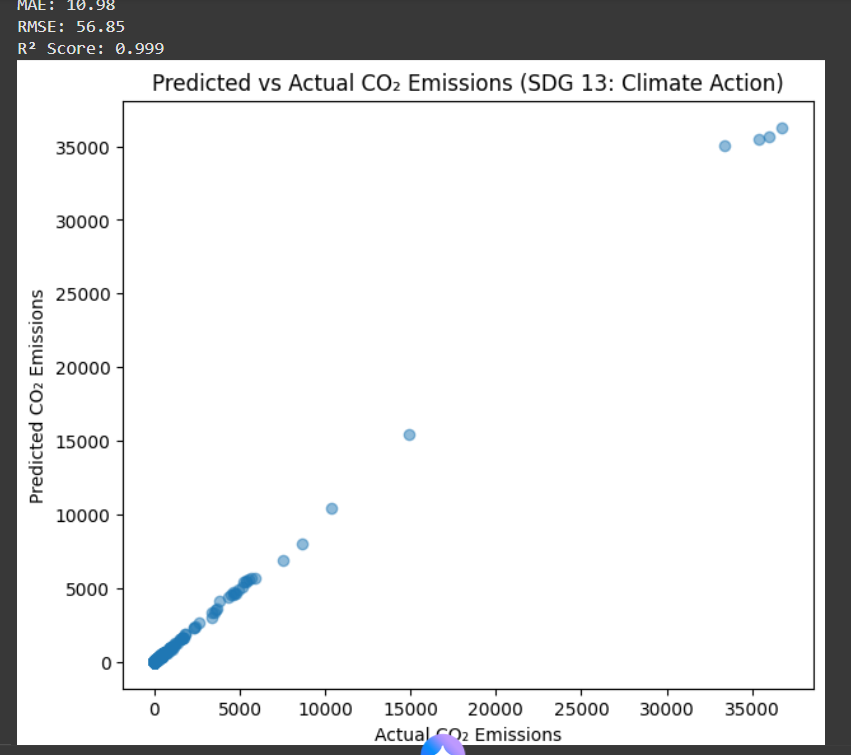 MAE: 10.98
RMSE: 56.85
R² Score: 0.999
Predicted vs Actual CO₂ Emissions (SDG 13: Climate Action)
Predicted CO₂ Emissions
35000
30000
25000
20000
15000
10000
5000
0
0 5000 10000 15000 20000 25000 30000 35000
Actual CO₂ Emissions